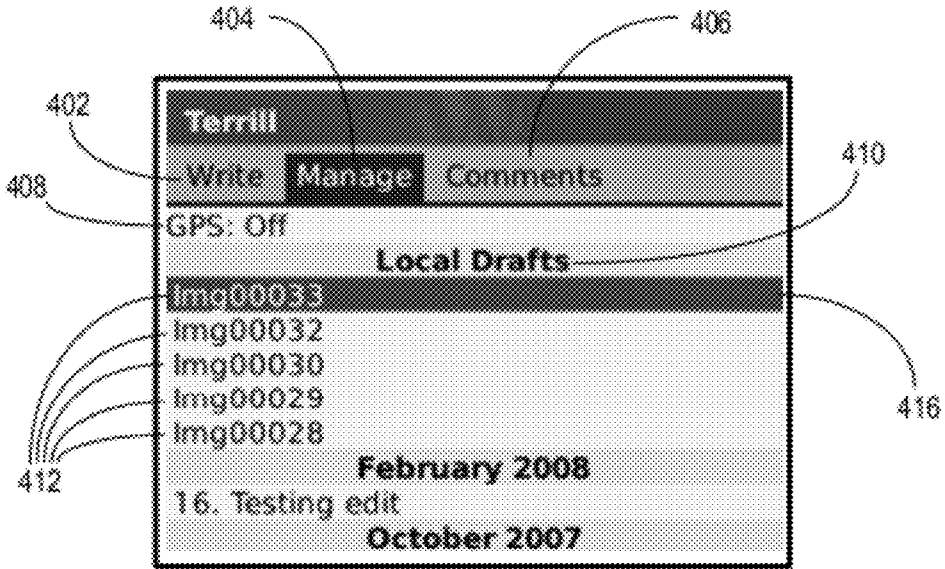 404 406
402
Terrill
410
Write Manage Comments
408
GPS: Off
Local Drafts
Img00033
Img00032
Img00030
Img00029
416
Img00028
412
February 2008
16. Testing edit
October 2007